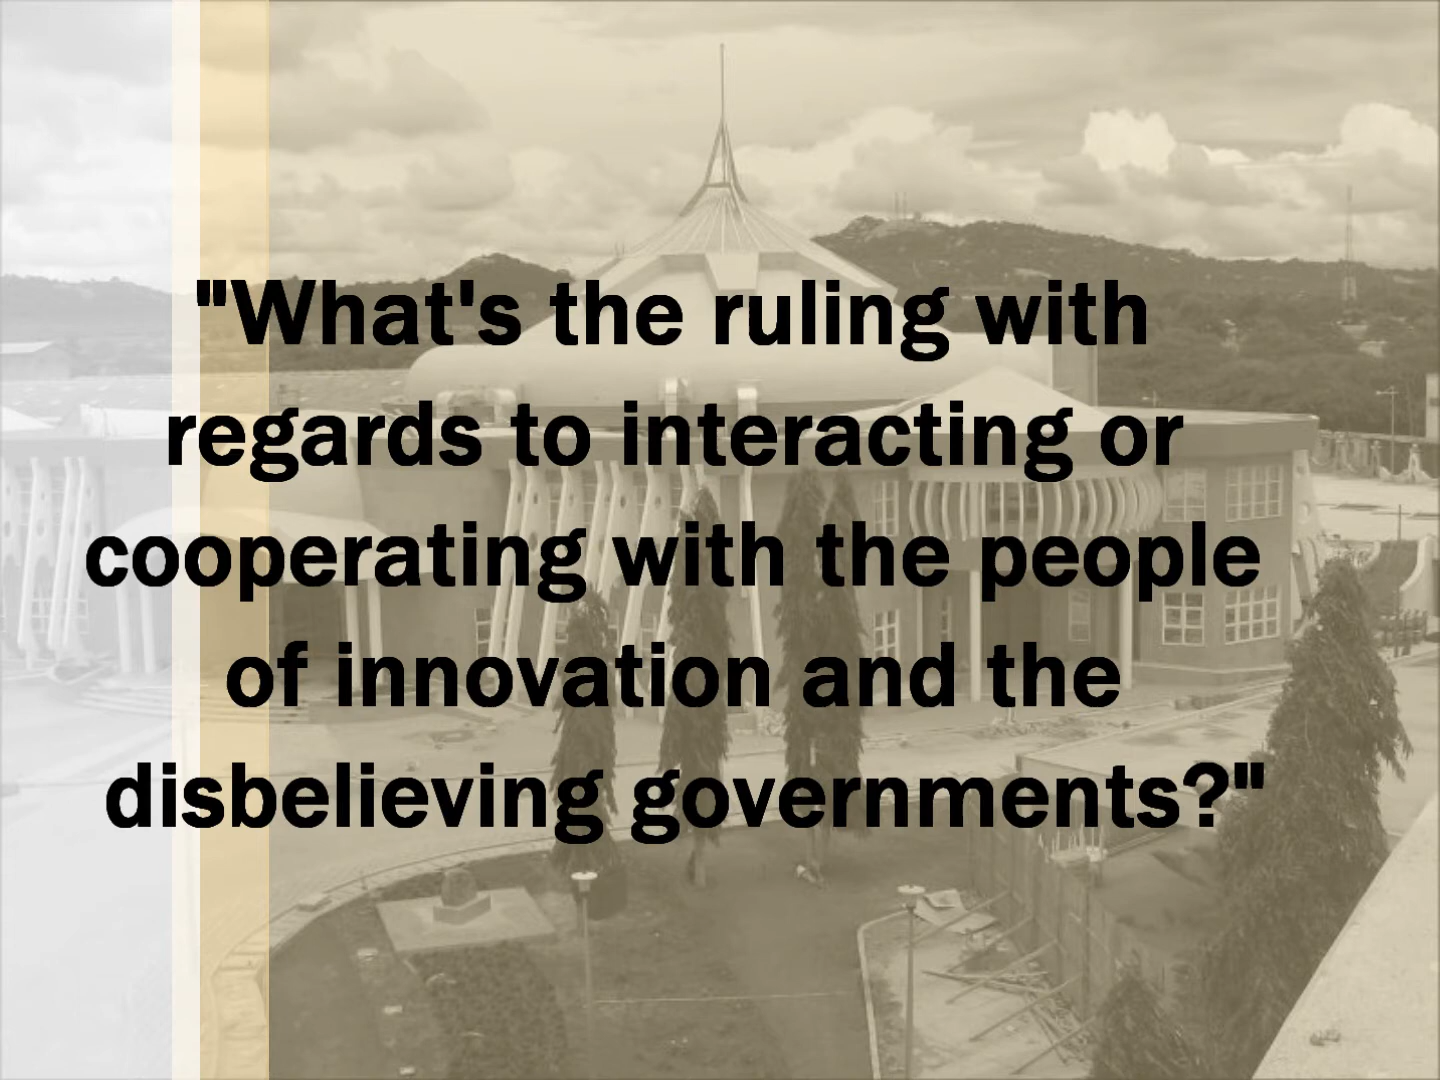 "What's the ruling with
regards to interacting or
cooperating with the people
of innovation and the
disbelieving governments?"